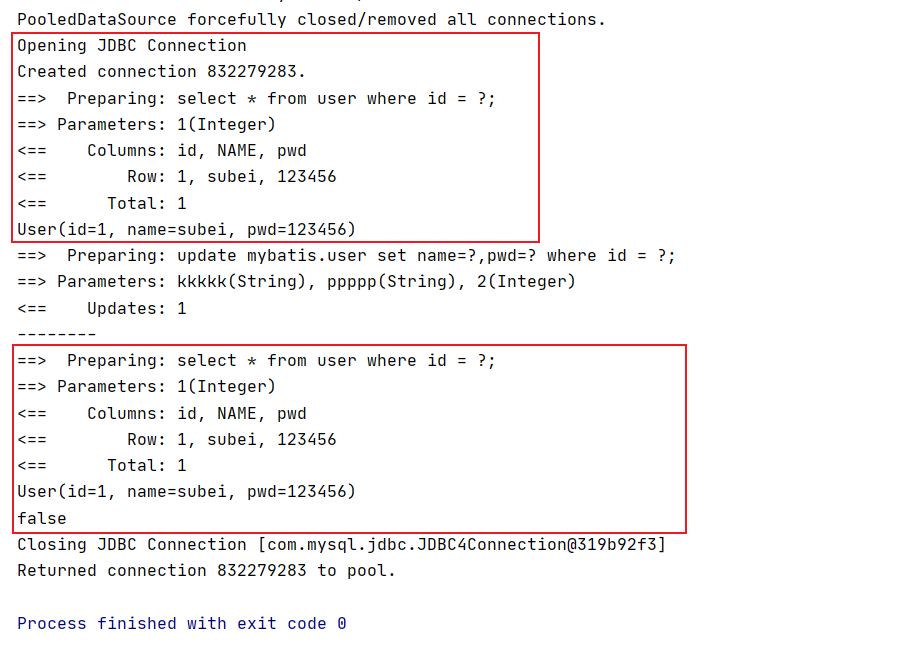 PooledDataSource forcefully closed/removed all connections.
Opening JDBC Connection
Created connection 832279283.
==>  Preparing: select * from user where id = ?;
==> Parameters: 1(Integer)
<==    Columns: id, NAME, pwd
<==        Row: 1, subei, 123456
<==      Total: 1
User(id=1, name=subei, pwd=123456)
==>  Preparing: update mybatis.user set name=?,pwd=? where id = ?;
==> Parameters: kkkkk(String), ppppp(String), 2(Integer)
<==    Updates: 1
--------
==>  Preparing: select * from user where id = ?;
==> Parameters: 1(Integer)
<==    Columns: id, NAME, pwd
<==        Row: 1, subei, 123456
<==      Total: 1
User(id=1, name=subei, pwd=123456)
false
Closing JDBC Connection [com.mysql.jdbc.JDBC4Connection@319b92f3]
Returned connection 832279283 to pool.
Process finished with exit code 0